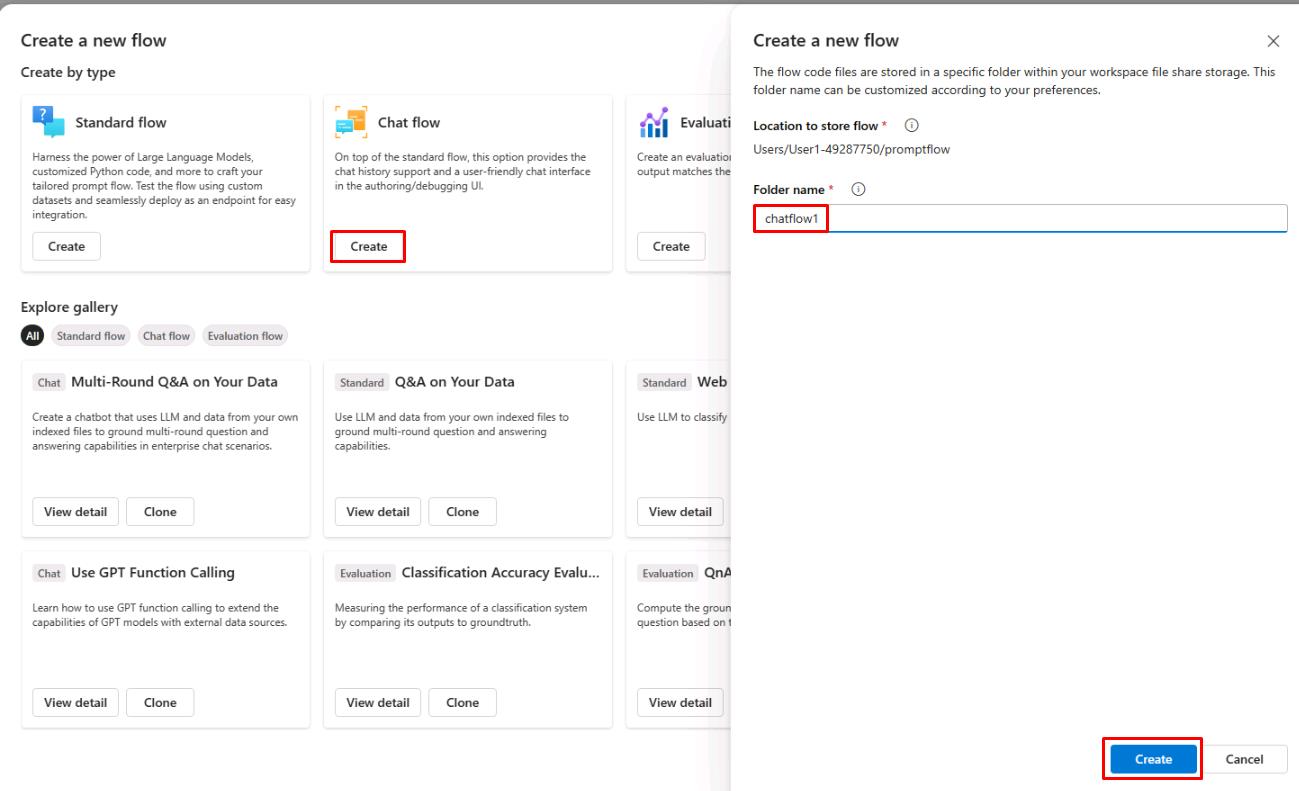 Create a new flow
Create by type
Standard flow
Harness the power of Large Language Models,
customized Python code, and more to craft your
tailored prompt flow. Test the flow using custom
datasets and seamlessly deploy as an endpoint for easy
integration.
Create
Chat flow
On top of the standard flow, this option provides the
chat history support and a user-friendly chat interface
in the authoring/debugging UI.
Create
Evaluati
Create an evaluation
output matches the
Create
Explore gallery
All Standard flow Chat flow Evaluation flow
Chat Multi-Round Q&A on Your Data
Create a chatbot that uses LLM and data from your own
indexed files to ground multi-round question and
answering capabilities in enterprise chat scenarios.
View detail Clone
Standard Q&A on Your Data
Use LLM and data from your own indexed files to
ground multi-round question and answering
capabilities.
View detail Clone
Standard Web
Use LLM to classify
View detail
Chat Use GPT Function Calling
Learn how to use GPT function calling to extend the
capabilities of GPT models with external data sources.
View detail Clone
Evaluation Classification Accuracy Evalu...
Measuring the performance of a classification system
by comparing its outputs to groundtruth.
View detail Clone
Evaluation QnA
Compute the groun
question based on t
View detail
Create a new flow
The flow code files are stored in a specific folder within your workspace file share storage. This
folder name can be customized according to your preferences.
Location to store flow *
Users/User1-49287750/promptflow
Folder name *
chatflow1
Create Cancel